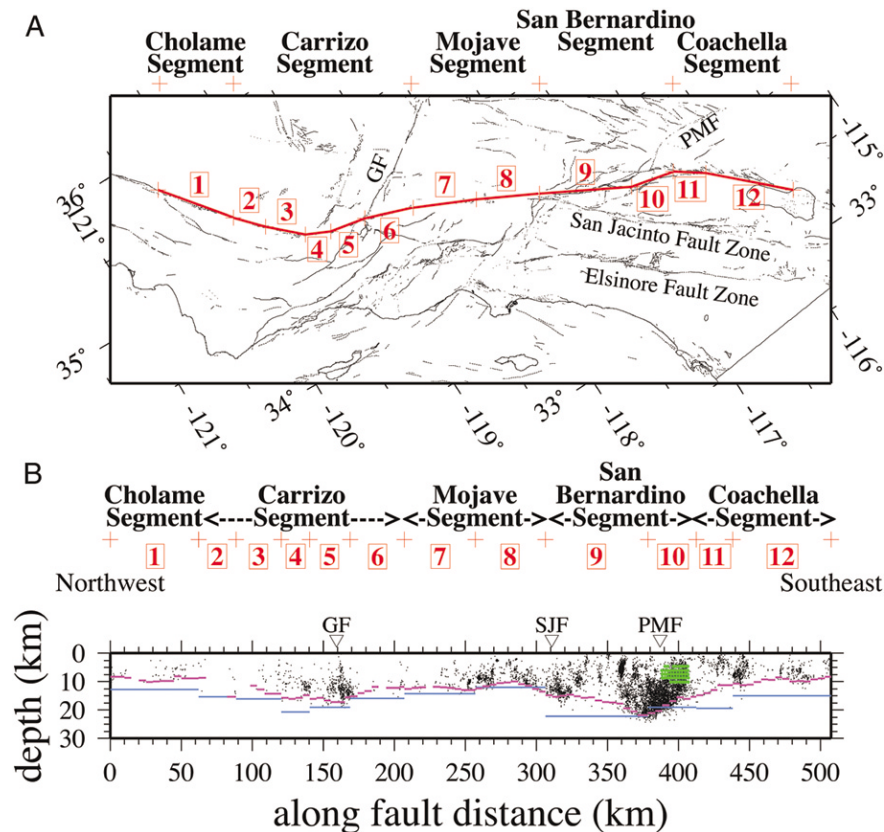 A
Cholame Segment
Carrizo Segment
Mojave Segment
San Bernardino Segment
Coachella Segment
-115°
36°
-121°
33°
35°
-116°
34°
-121°
-120°
-119°
33°
-118°
-117°
GF
PMF
1
2
3
4
5
6
7
8
9
10
11
12
San Jacinto Fault Zone
Elsinore Fault Zone
B
Cholame Segment
<----Carrizo Segment---->
<-Mojave Segment->
<-San Bernardino Segment->
<-Coachella Segment->
1 2 3 4 5 6 7 8 9 10 11 12
Northwest
Southeast
GF SJF PMF
depth (km)
0
10
20
30
0 50 100 150 200 250 300 350 400 450 500
along fault distance (km)